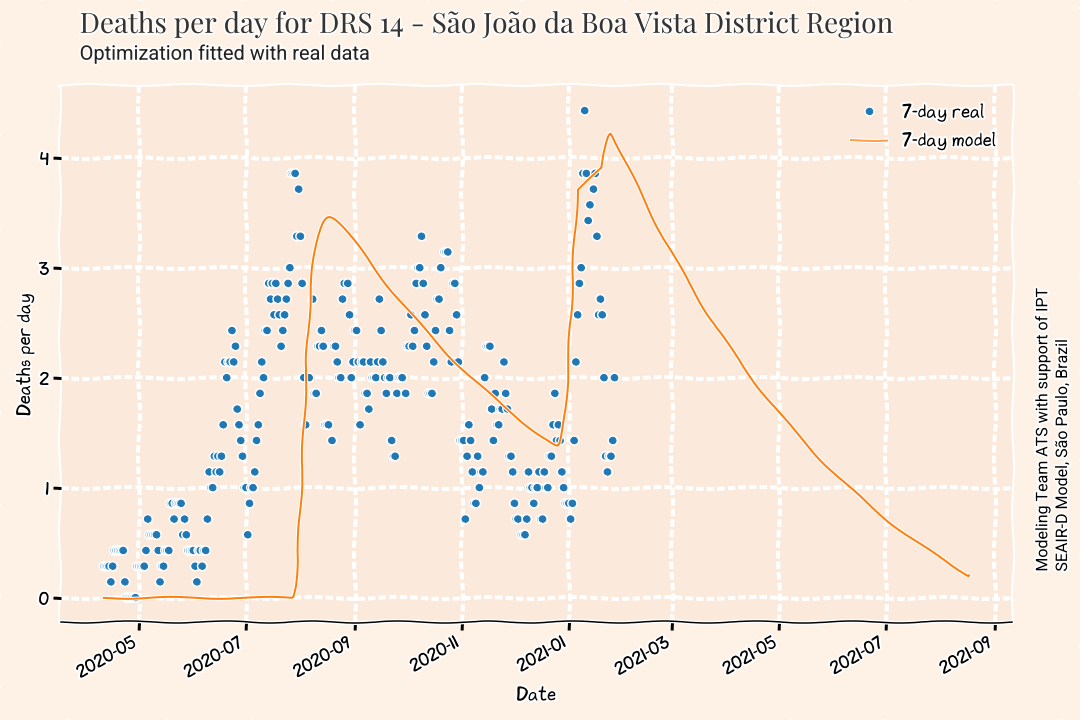 Deaths per day for DRS 14 - São João da Boa Vista District Region
Optimization fitted with real data
7-day real
7-day model
Deaths per day
4
3
2
1
0
2020-05
2020-07
2020-09
2020-11
2021-01
2021-03
2021-05
2021-07
2021-09
Date
Modeling Team ATS with support of IPT
SEAIR-D Model, São Paulo, Brazil